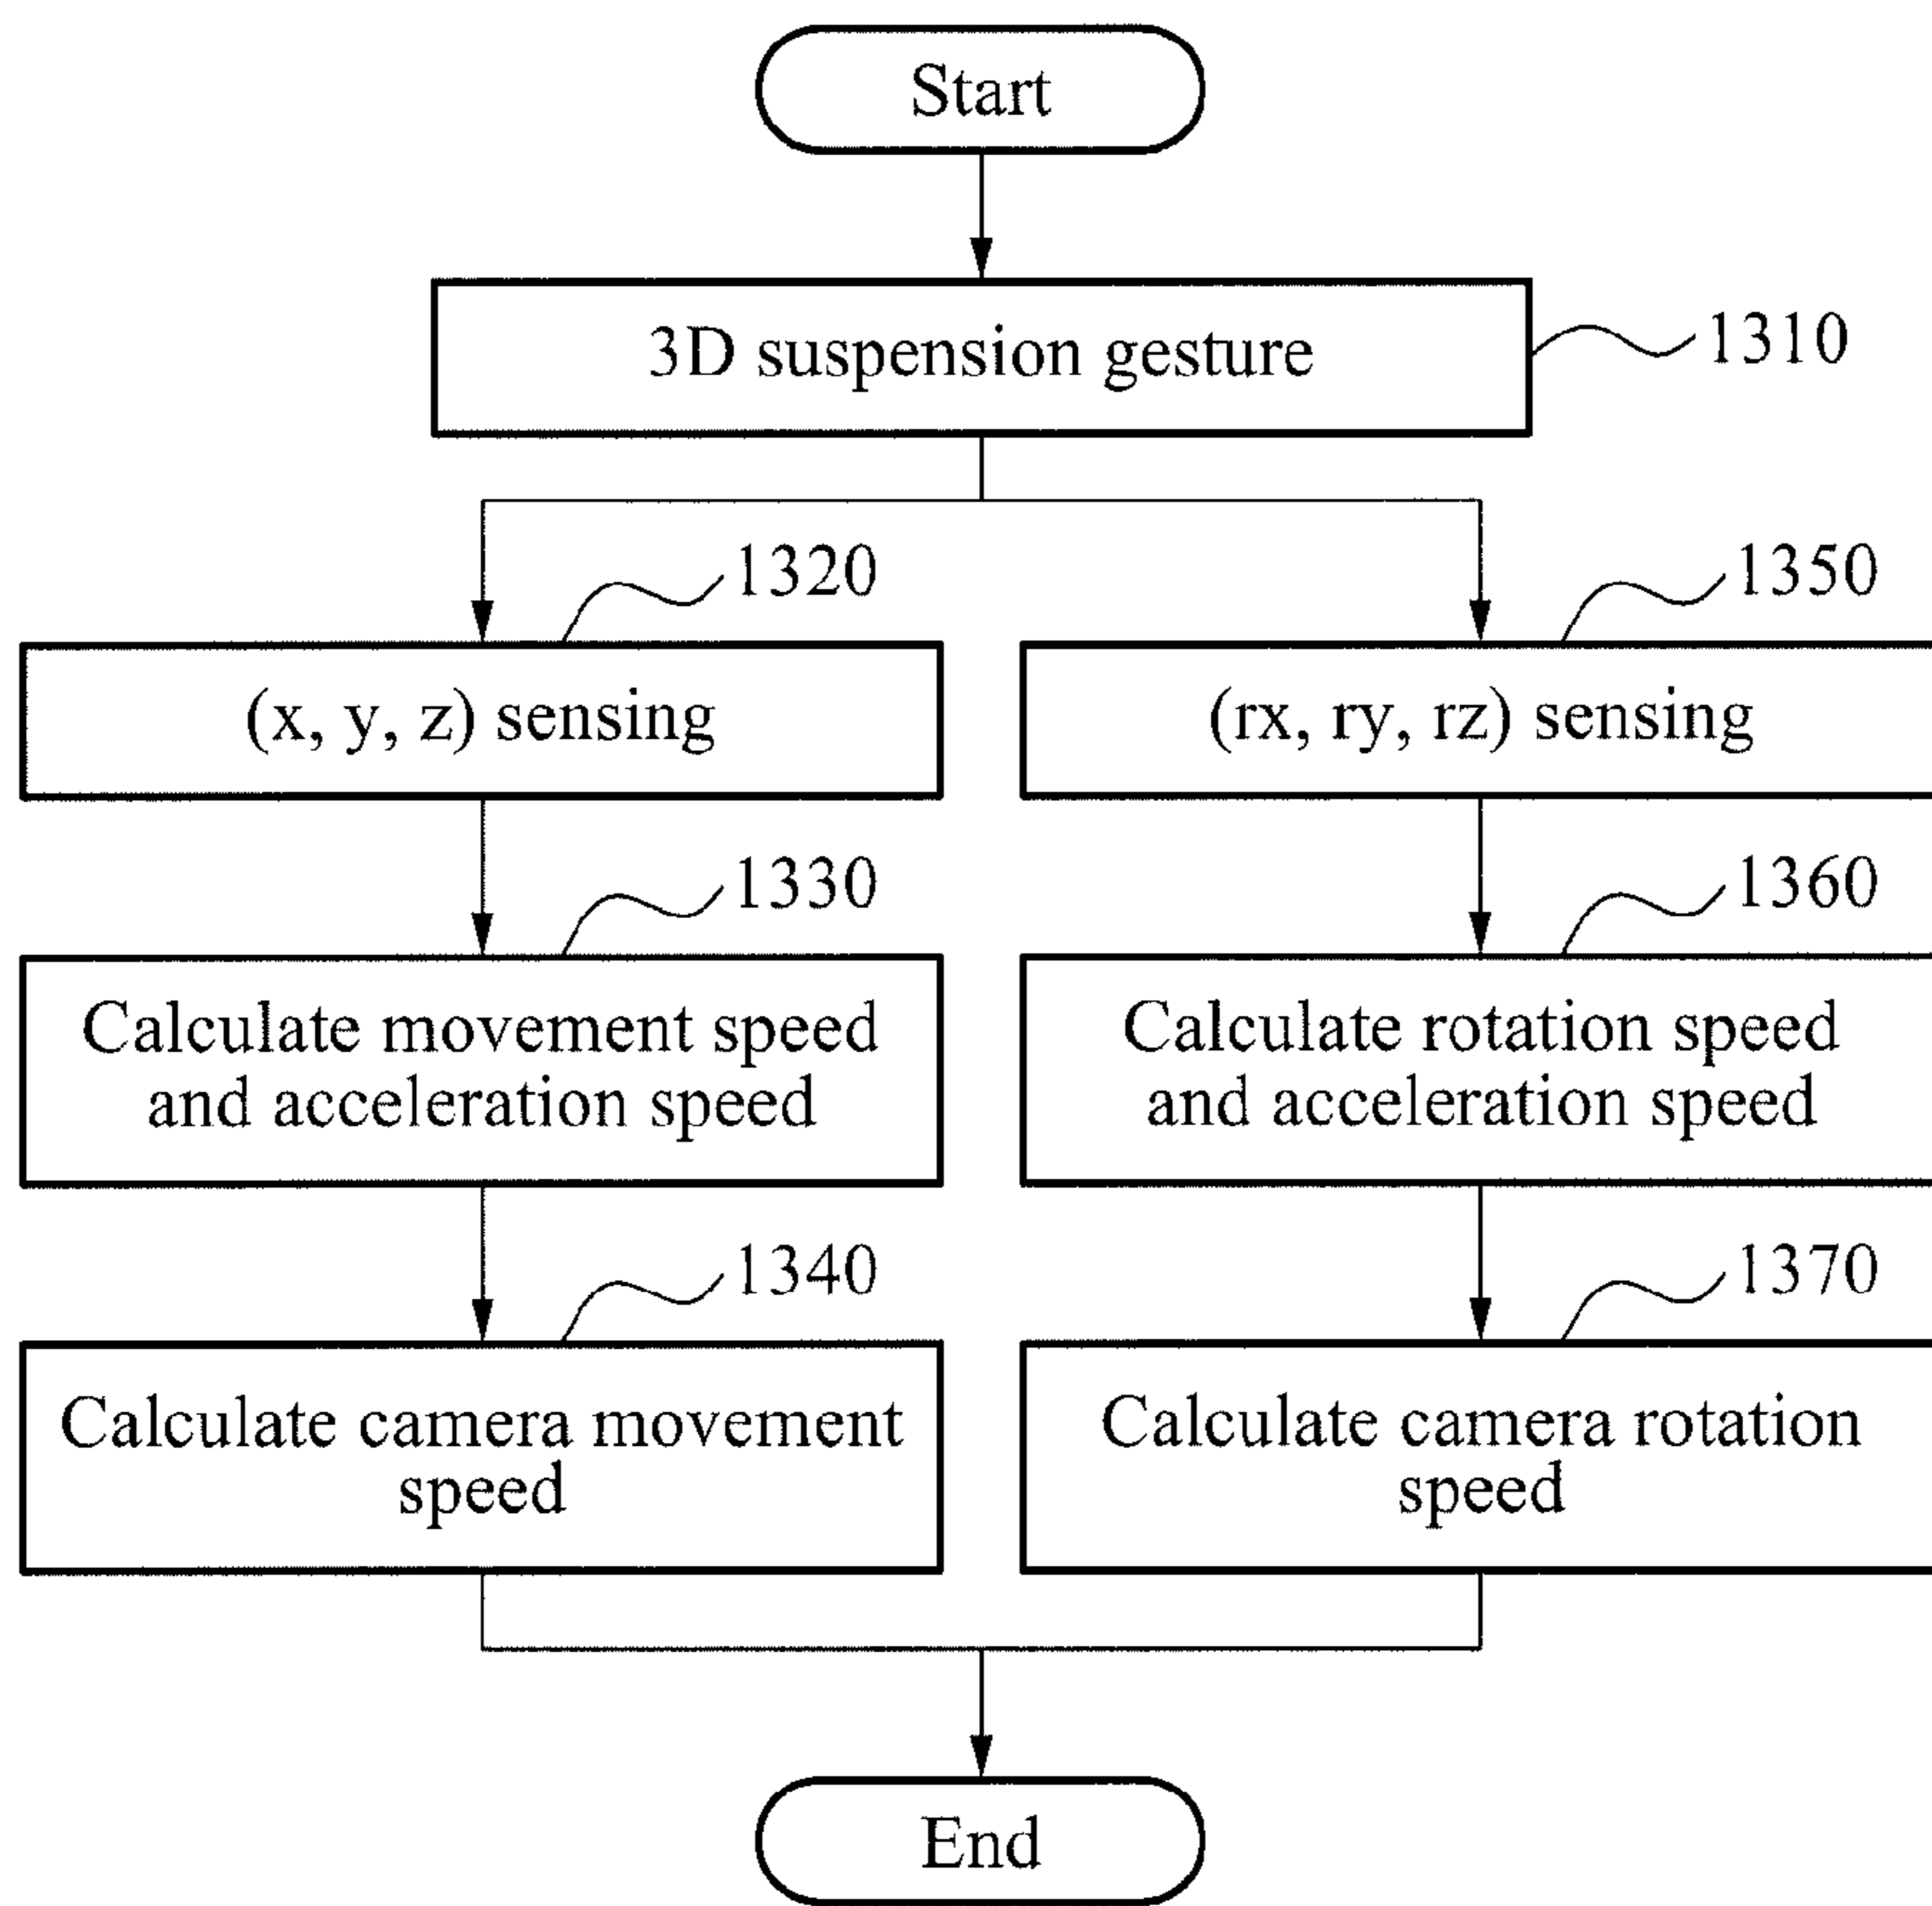 Start
3D suspension gesture
1310
1320
1350
(x, y, z) sensing
(rx, ry, rz) sensing
1330
1360
Calculate movement speed
and acceleration speed
Calculate rotation speed
and acceleration speed
1340
1370
Calculate camera movement
speed
Calculate camera rotation
speed
End